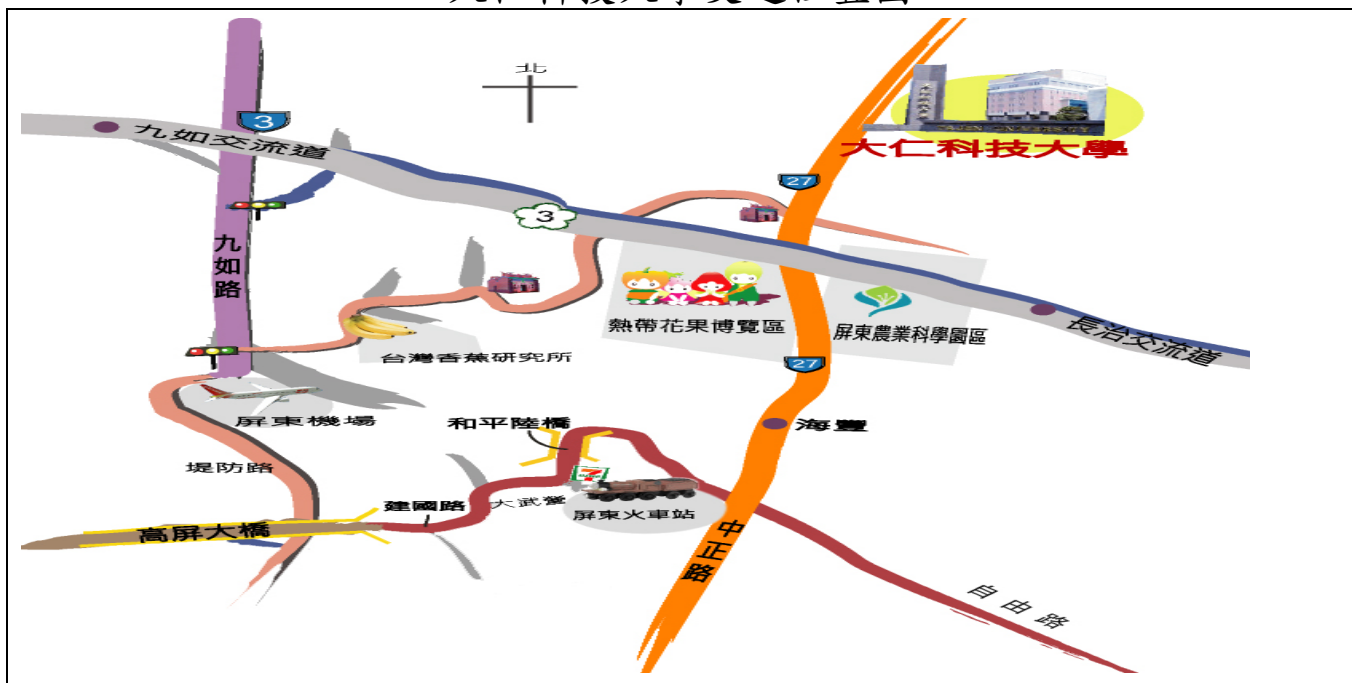 北
3
九如交流道
TAJEN UNIVERSITY
大仁科技大學
27
3
九如路
熱帶花果博覽區
屏東農業科學園區
長治交流道
台灣香蕉研究所
27
屏東機場
和平陸橋
海豐
堤防路
7
建國路
大武營
屏東火車站
高屏大橋
中正路
自由路